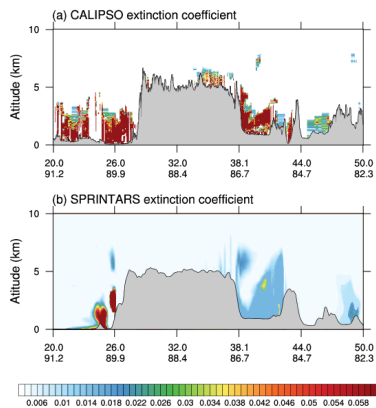 (a) CALIPSO extinction coefficient
10
5
0
Altitude (km)
20.0 26.0 32.0 38.1 44.0 50.0
91.2 89.9 88.4 86.7 84.7 82.3
(b) SPRINTARS extinction coefficient
10
5
0
Altitude (km)
20.0 26.0 32.0 38.1 44.0 50.0
91.2 89.9 88.4 86.7 84.7 82.3
0.006 0.01 0.014 0.018 0.022 0.026 0.03 0.034 0.038 0.042 0.046 0.05 0.054 0.058